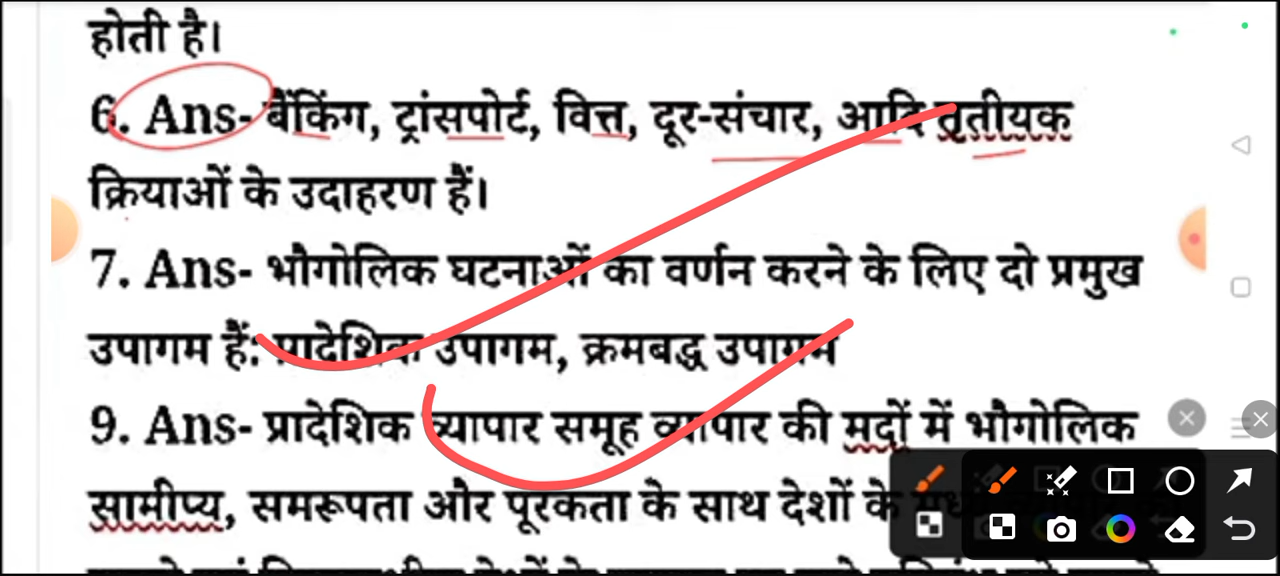 होती है।
6. Ans- बैंकिंग, ट्रांसपोर्ट, वित्त, दूर-संचार, आदि तृतीयक
क्रियाओं के उदाहरण हैं।
7. Ans- भौगोलिक घटनाओं का वर्णन करने के लिए दो प्रमुख
उपागम हैं: प्रादेशिक उपागम, क्रमबद्ध उपागम
9. Ans- प्रादेशिक व्यापार समूह व्यापार की मदों में भौगोलिक
सामीप्य, समरूपता और पूरकता के साथ देशों के